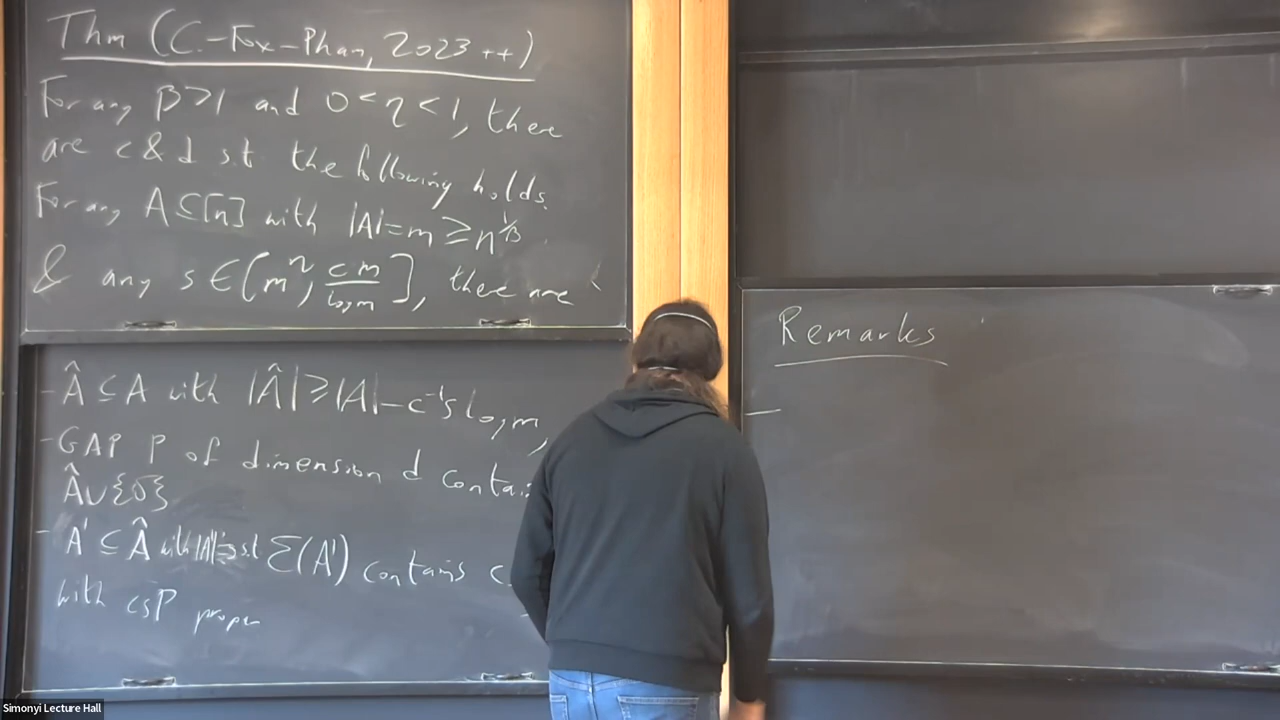 Thm (C.-Fox-Phan, 2023++)
For any β>1 and 0<η<1, there
are c & d s.t. the following holds.
For any A⊆[n] with |A|=m≥n^{1/β}
& any s∈[m^η, cm/log m], there are
- Â⊆A with |Â|≥|A|-c⁻¹s log m,
- GAP P of dimension d
Â∪{0}
- A'⊆Â with s.t. Σ(A') contains
with csP proper
Remarks
Simonyi Lecture Hall